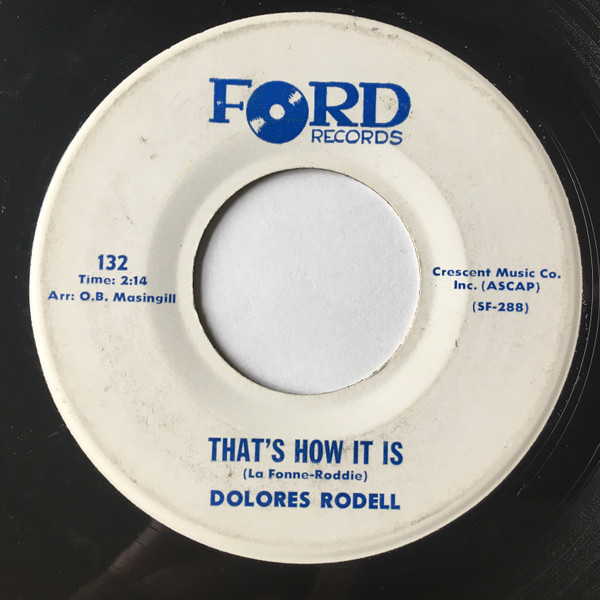 FORD
RECORDS
132
Time: 2:14
Arr: O.B. Masingill
Crescent Music Co.
Inc. (ASCAP)
(SF-288)
THAT'S HOW IT IS
(La Fonne-Roddie)
DOLORES RODELL